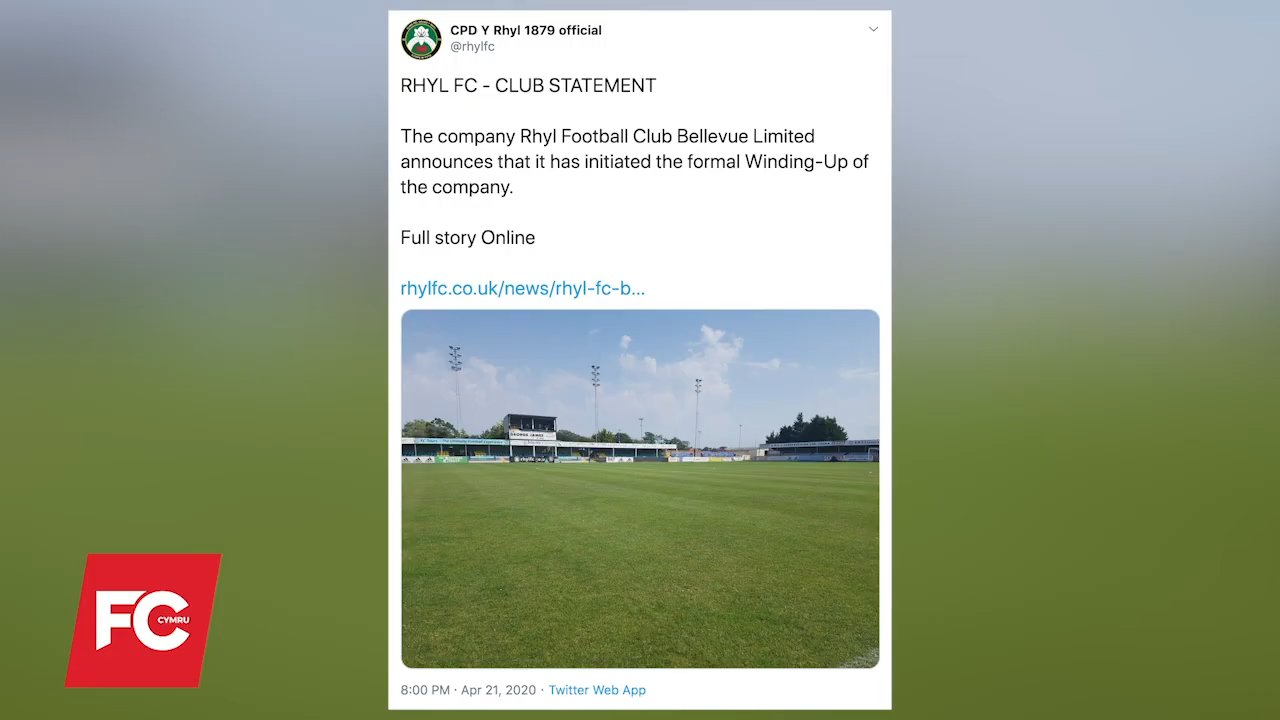 CPD Y Rhyl 1879 official
@rhylfc
RHYL FC - CLUB STATEMENT
The company Rhyl Football Club Bellevue Limited
announces that it has initiated the formal Winding-Up of
the company.
Full story Online
rhylfc.co.uk/news/rhyl-fc-b...
GEORGE JAMES
8:00 PM · Apr 21, 2020 · Twitter Web App
FC
CYMRU